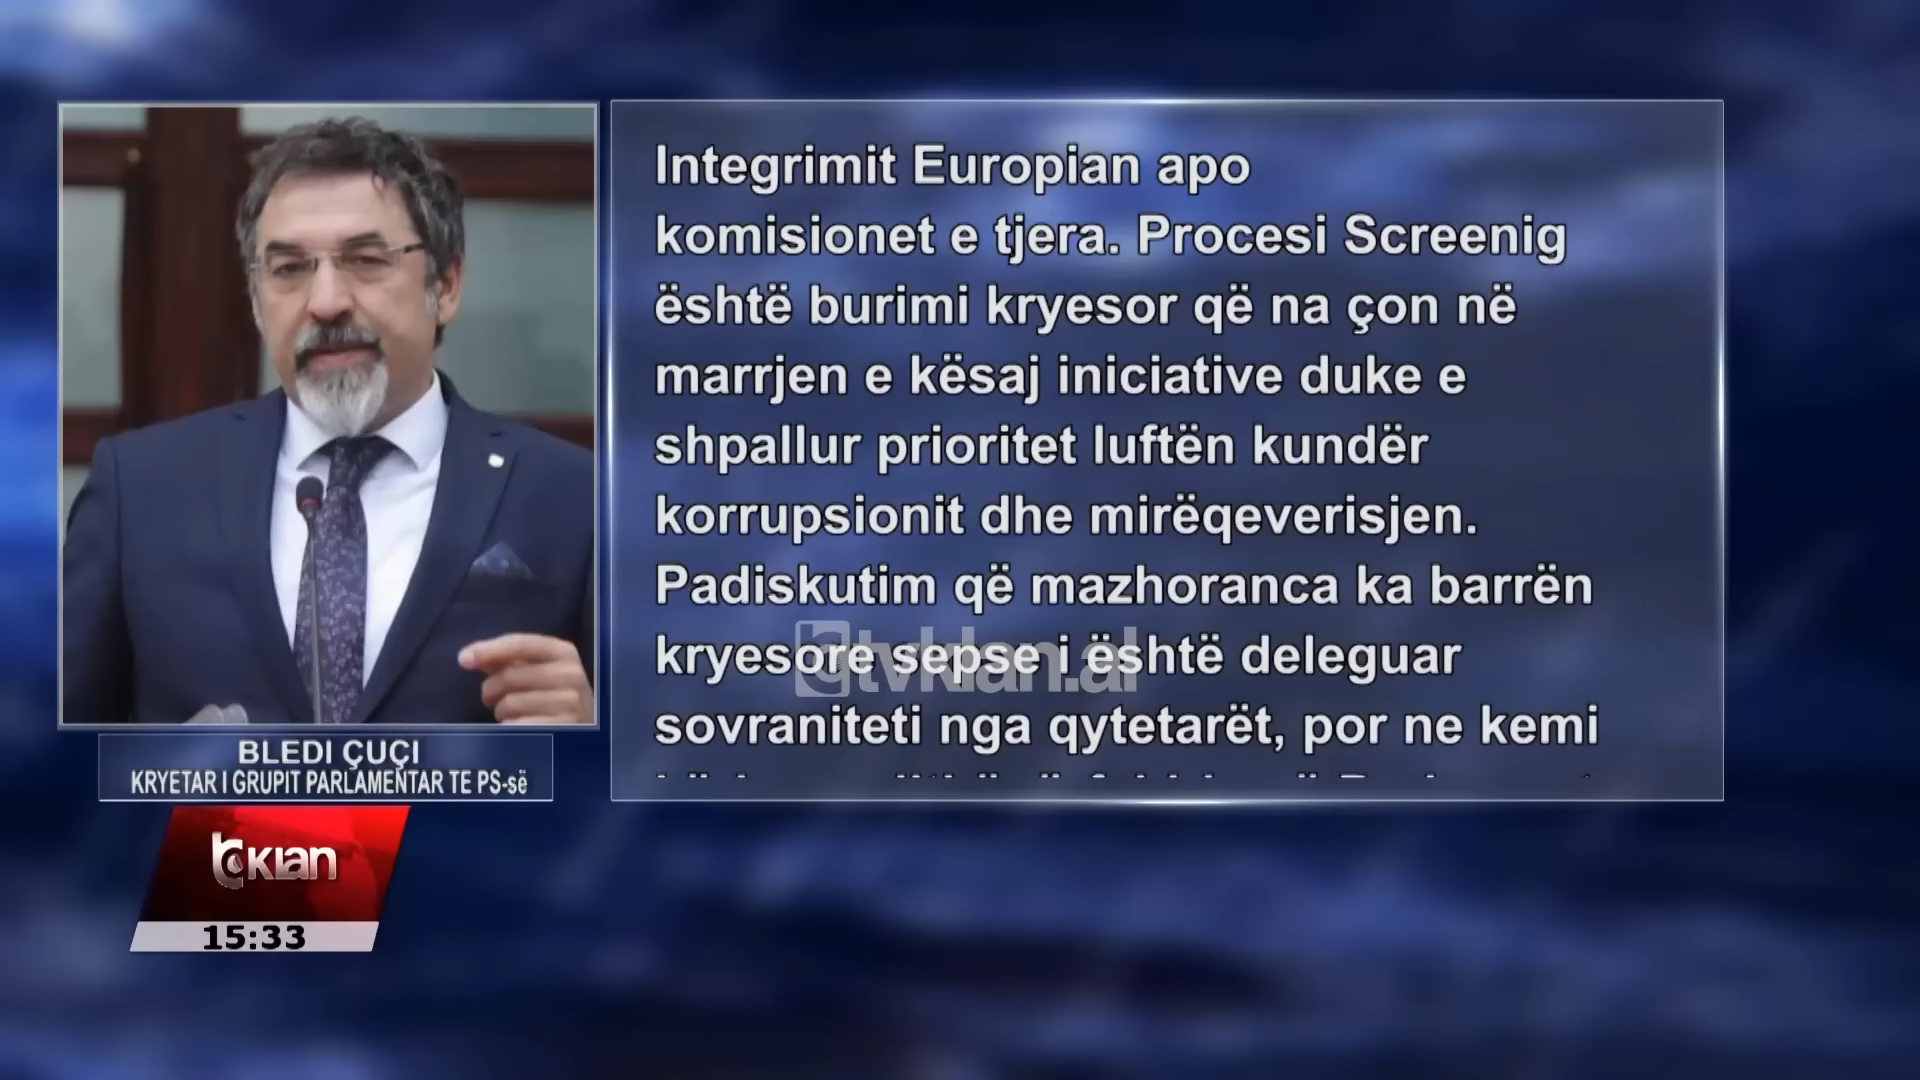 Integrimit Europian apo
komisionet e tjera. Procesi Screenig
është burimi kryesor që na çon në
marrjen e kësaj iniciative duke e
shpallur prioritet luftën kundër
korrupsionit dhe mirëqeverisjen.
Padiskutim që mazhoranca ka barrën
kryesore sepse i është deleguar
sovraniteti nga qytetarët, por ne kemi
tvklan.al
BLEDI ÇUÇI
KRYETAR I GRUPIT PARLAMENTAR TE PS-së
tvklan
15:33